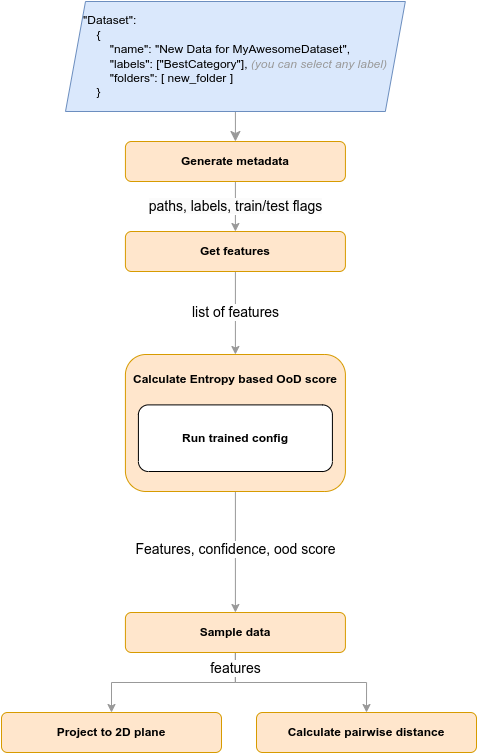 "Dataset":
{
"name": "New Data for MyAwesomeDataset",
"labels": ["BestCategory"], (you can select any label)
"folders": [ new_folder ]
}
Generate metadata
paths, labels, train/test flags
Get features
list of features
Calculate Entropy based OoD score
Run trained config
Features, confidence, ood score
Sample data
features
Project to 2D plane
Calculate pairwise distance